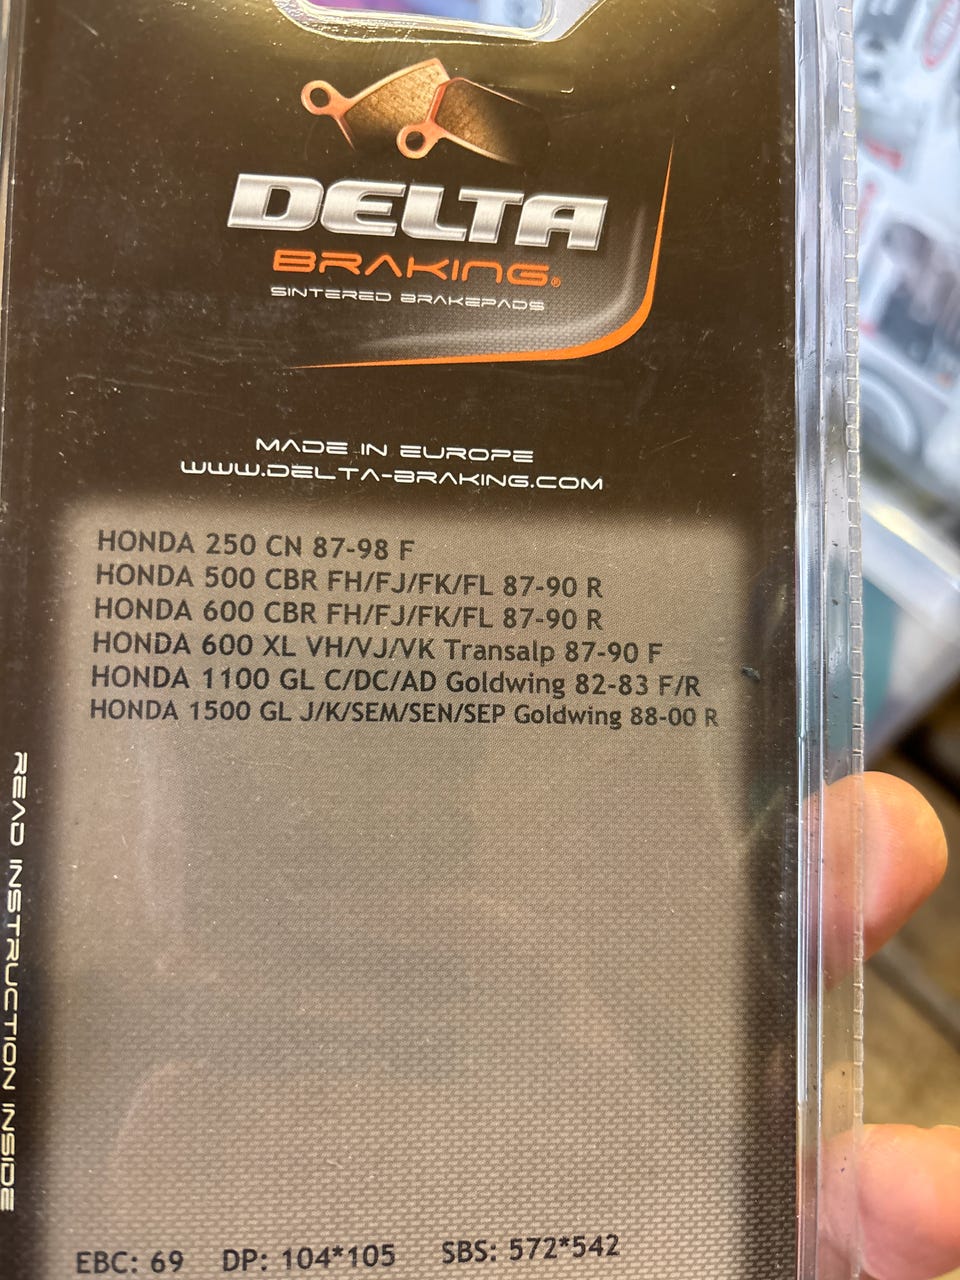 DELTA
BRAKING®
SINTERED BRAKEPADS
MADE IN EUROPE
WWW.DELTA-BRAKING.COM
HONDA 250 CN 87-98 F
HONDA 500 CBR FH/FJ/FK/FL 87-90 R
HONDA 600 CBR FH/FJ/FK/FL 87-90 R
HONDA 600 XL VH/VJ/VK Transalp 87-90 F
HONDA 1100 GL C/DC/AD Goldwing 82-83 F/R
HONDA 1500 GL J/K/SEM/SEN/SEP Goldwing 88-00 R
READ INSTRUCTION INSIDE
EBC: 69 DP: 104*105 SBS: 572*542